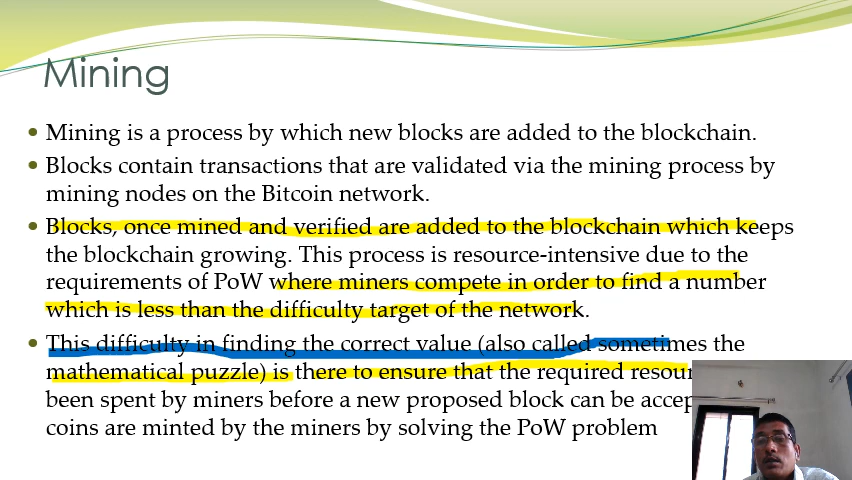 Mining
• Mining is a process by which new blocks are added to the blockchain.
• Blocks contain transactions that are validated via the mining process by
mining nodes on the Bitcoin network.
• Blocks, once mined and verified are added to the blockchain which keeps
the blockchain growing. This process is resource-intensive due to the
requirements of PoW where miners compete in order to find a number
which is less than the difficulty target of the network.
• This difficulty in finding the correct value (also called sometimes the
mathematical puzzle) is there to ensure that the required
been spent by miners before a new proposed block can be
coins are minted by the miners by solving the PoW problem